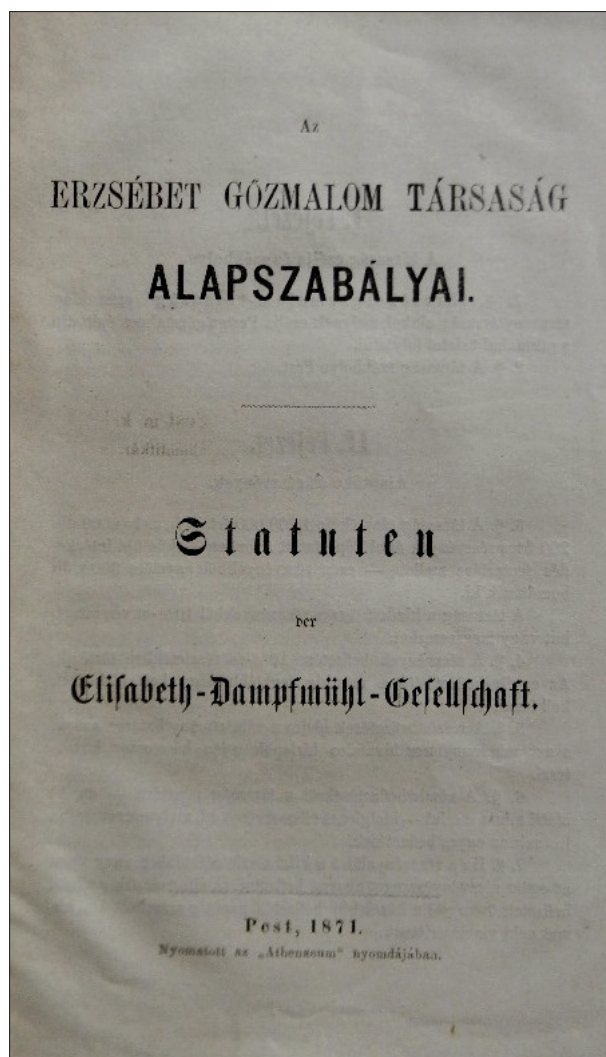 Az
ERZSÉBET GŐZMALOM TÁRSASÁG
ALAPSZABÁLYAI.
Statuten
der
Elisabeth-Dampfmühl-Gesellschaft.
Pest, 1871.
Nyomatott az „Athenaeum“ nyomdájában.